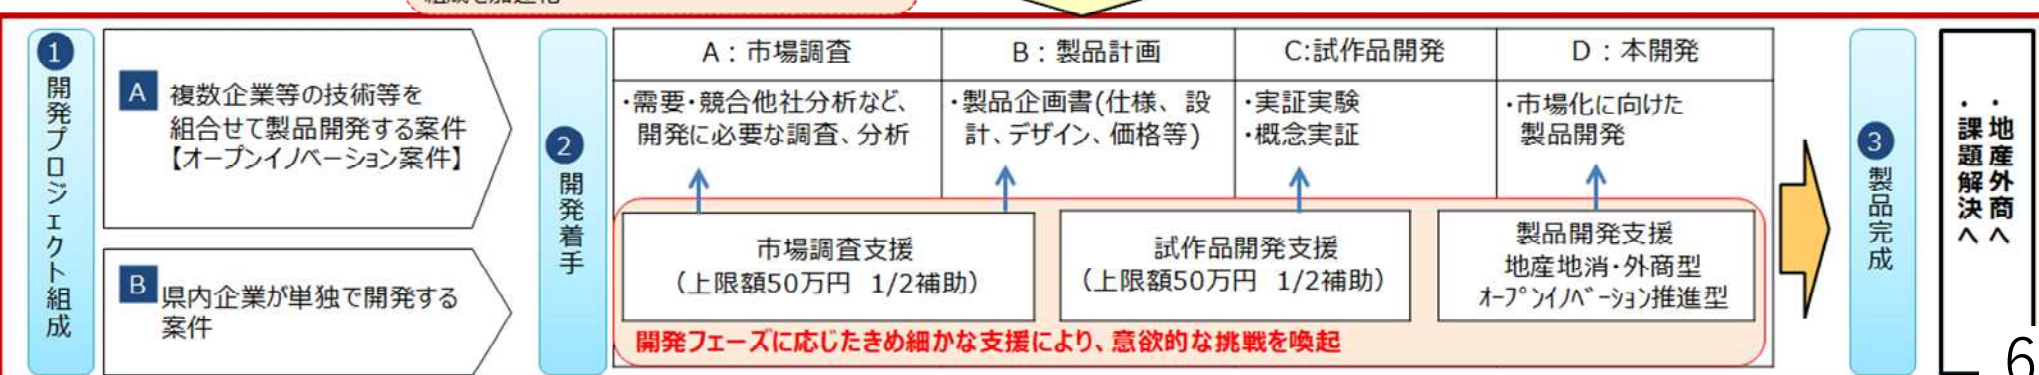 1
開発プロジェクト組成
A 複数企業等の技術等を
組合せて製品開発する案件
【オープンイノベーション案件】
B 県内企業が単独で開発する
案件
2
開発着手
A：市場調査
・需要・競合他社分析など、
開発に必要な調査、分析
B：製品計画
・製品企画書(仕様、設
計、デザイン、価格等)
C:試作品開発
・実証実験
・概念実証
D：本開発
・市場化に向けた
製品開発
市場調査支援
（上限額50万円 1/2補助）
試作品開発支援
（上限額50万円 1/2補助）
製品開発支援
地産地消・外商型
ｵｰﾌﾟﾝｲﾉﾍﾞｰｼｮﾝ推進型
開発フェーズに応じたきめ細かな支援により、意欲的な挑戦を喚起
3
製品完成
・地産外商へ
・課題解決へ
6